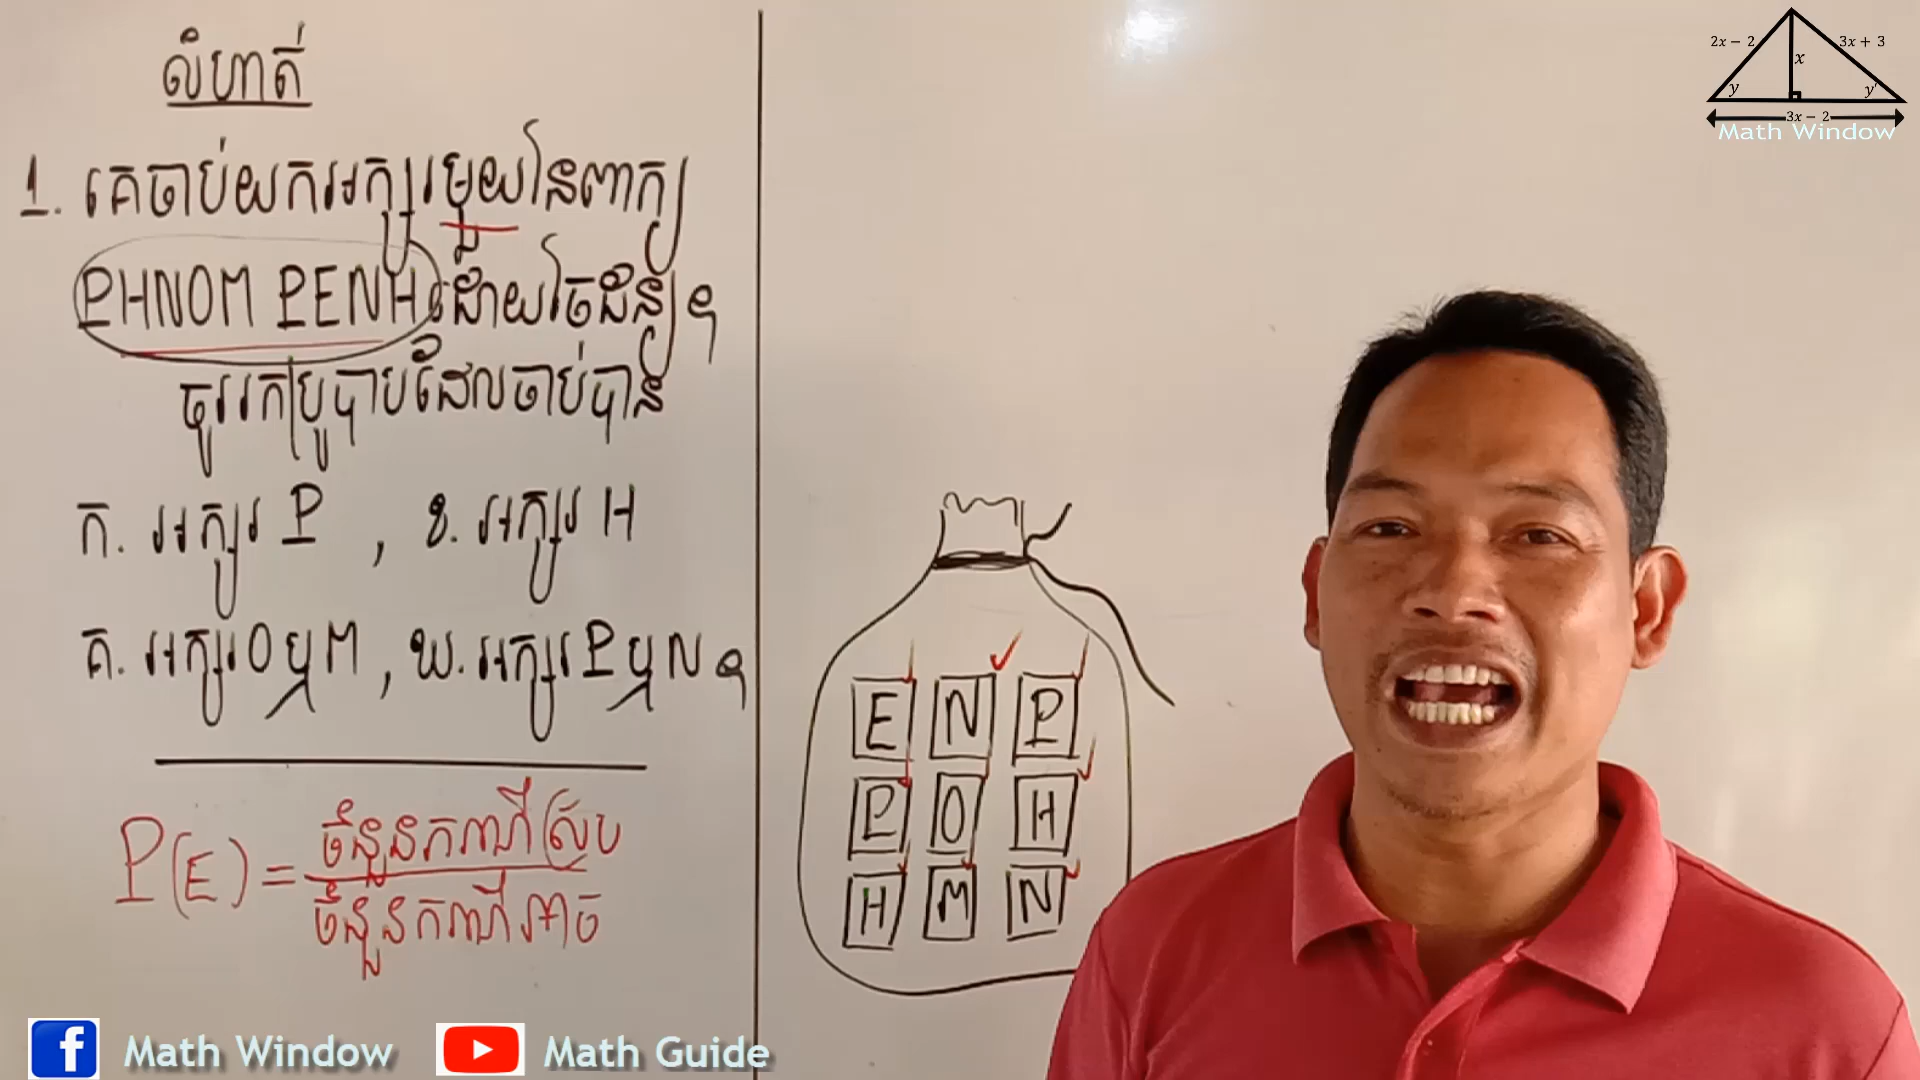 លំហាត់
1. គេចាប់យកអក្សរមួយនៃពាក្យ
PHNOM PENH ដោយចៃដន្យ ។
ចូររកប្រូបាបដែលចាប់បាន
ក. អក្សរ P , ខ. អក្សរ H
គ. អក្សរ O ឬ M , ឃ. អក្សរ P ឬ N ។
P(E) = ចំនួនករណីស្រប
ចំនួនករណីអាច
E N P
P O H
H M N
2x − 2
3x + 3
x
y
y'
3x − 2
Math Window
Math Window
Math Guide